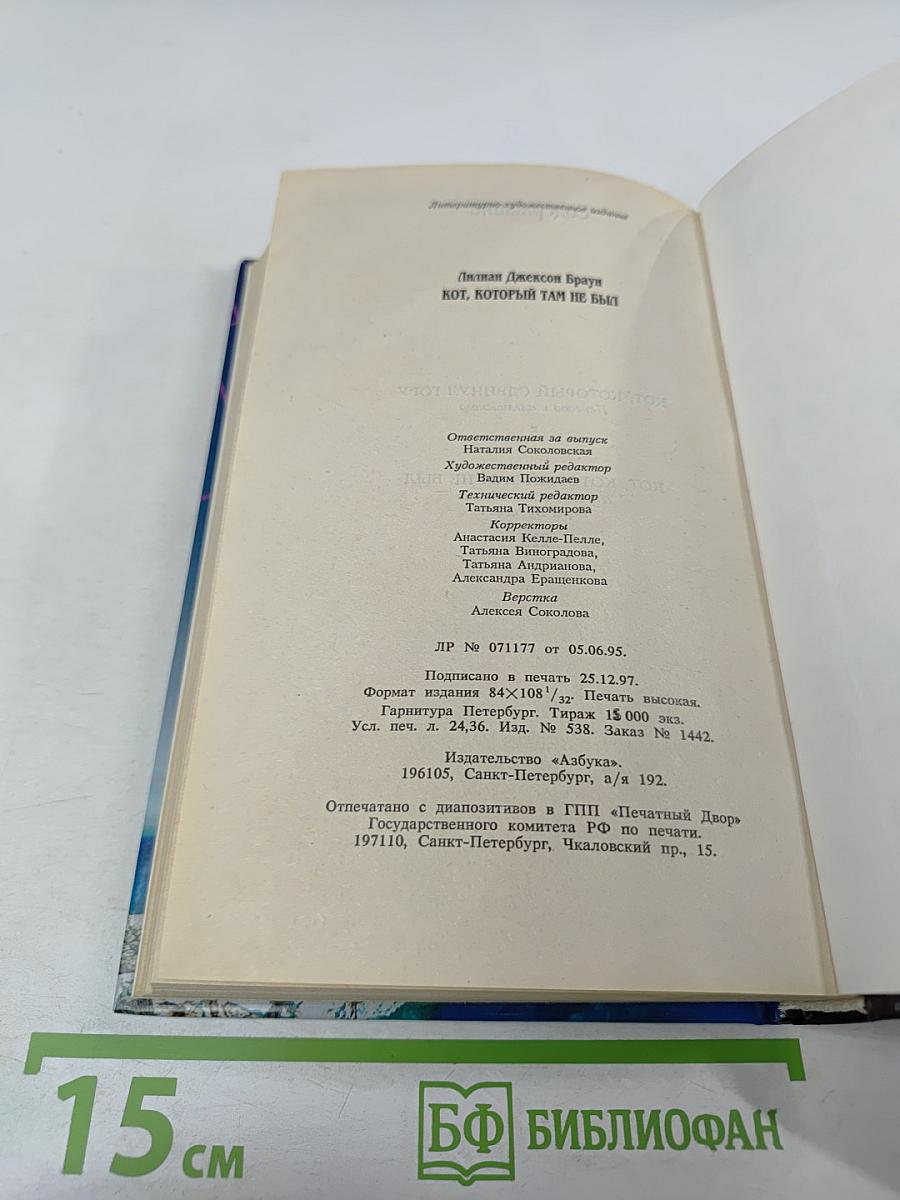 Литературно-художественное издание
Лилиан Джексон Браун
КОТ, КОТОРЫЙ ТАМ НЕ БЫЛ
Ответственная за выпуск
Наталия Соколовская
Художественный редактор
Вадим Пожидаев
Технический редактор
Татьяна Тихомирова
Корректоры
Анастасия Келле-Пелле,
Татьяна Виноградова,
Татьяна Андрианова,
Александра Еращенкова
Верстка
Алексея Соколова
ЛР № 071177 от 05.06.95.
Подписано в печать 25.12.97.
Формат издания 84×108 1/32. Печать высокая.
Гарнитура Петербург. Тираж 15 000 экз.
Усл. печ. л. 24,36. Изд. № 538. Заказ № 1442.
Издательство «Азбука».
196105, Санкт-Петербург, а/я 192.
Отпечатано с диапозитивов в ГПП «Печатный Двор»
Государственного комитета РФ по печати.
197110, Санкт-Петербург, Чкаловский пр., 15.
15 см
БФ БИБЛИОФАН